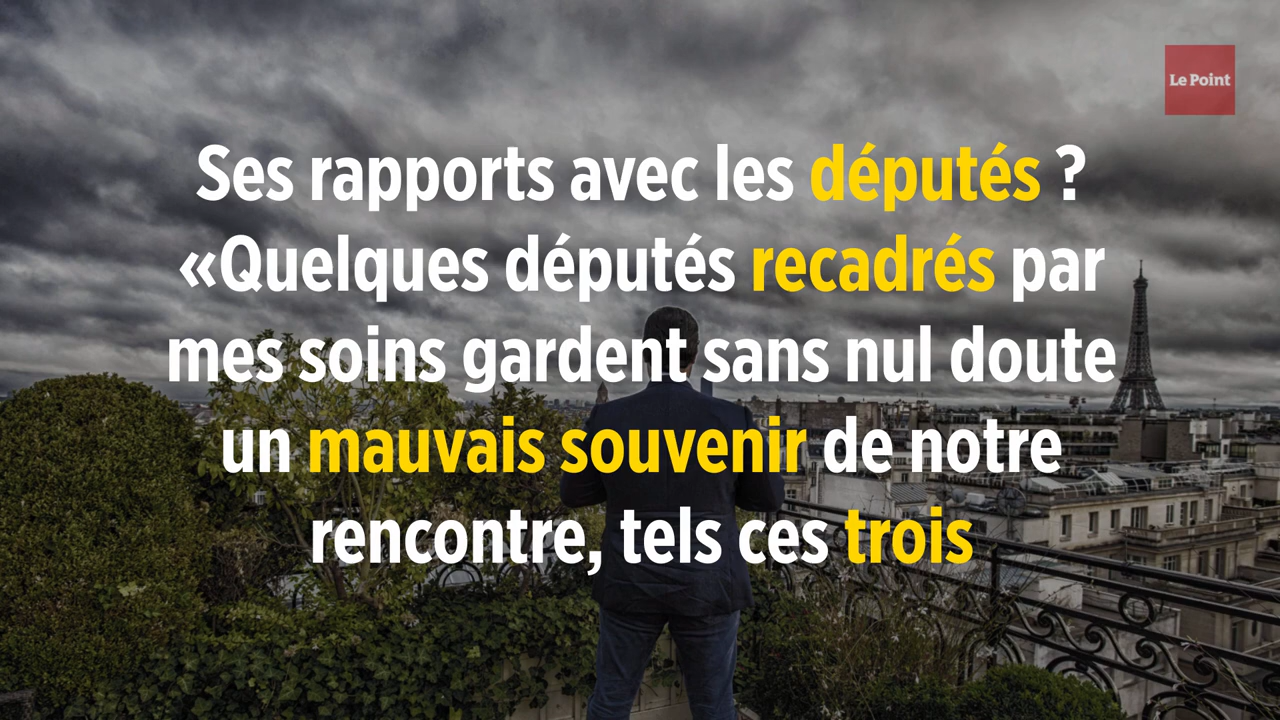 Le Point
Ses rapports avec les députés ?
«Quelques députés recadrés par
mes soins gardent sans nul doute
un mauvais souvenir de notre
rencontre, tels ces trois